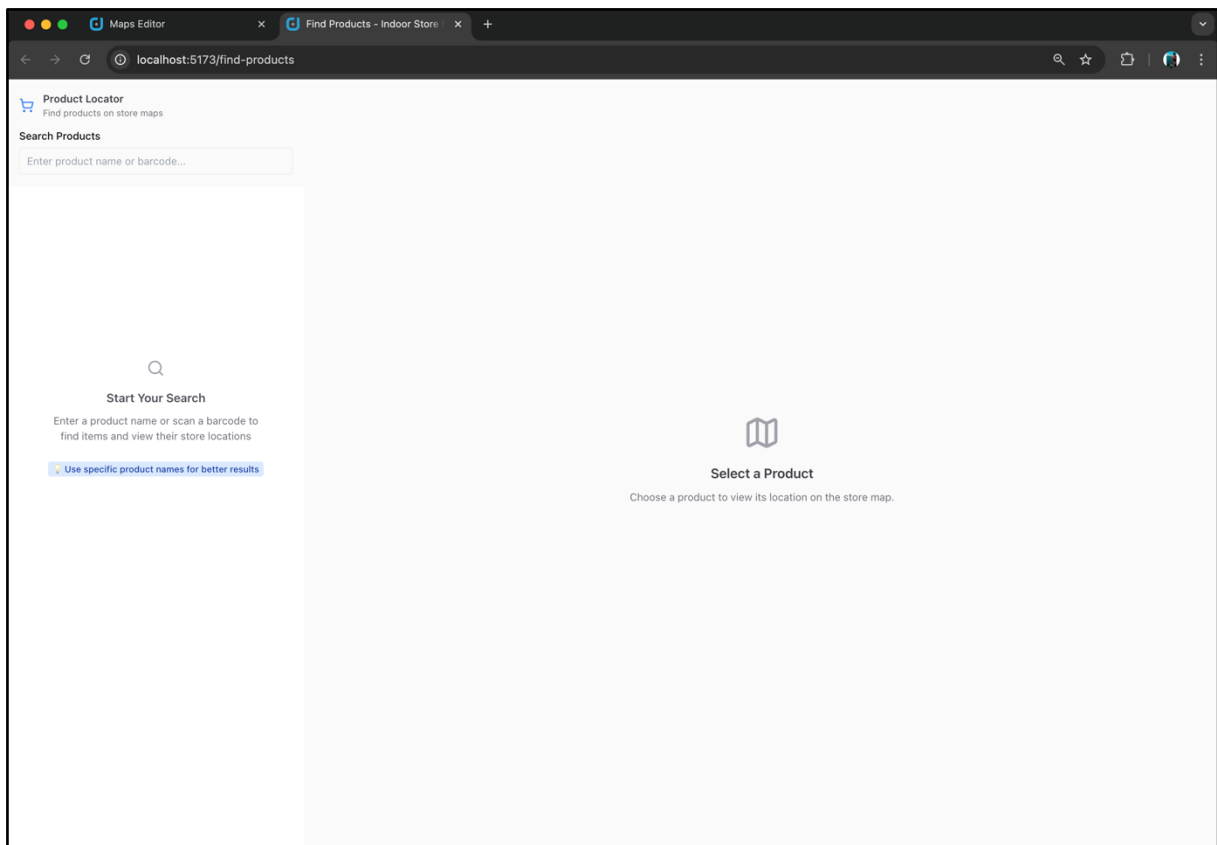 Maps Editor
Find Products - Indoor Store
localhost:5173/find-products
Product Locator
Find products on store maps
Search Products
Enter product name or barcode...
Start Your Search
Enter a product name or scan a barcode to
find items and view their store locations
💡 Use specific product names for better results
Select a Product
Choose a product to view its location on the store map.